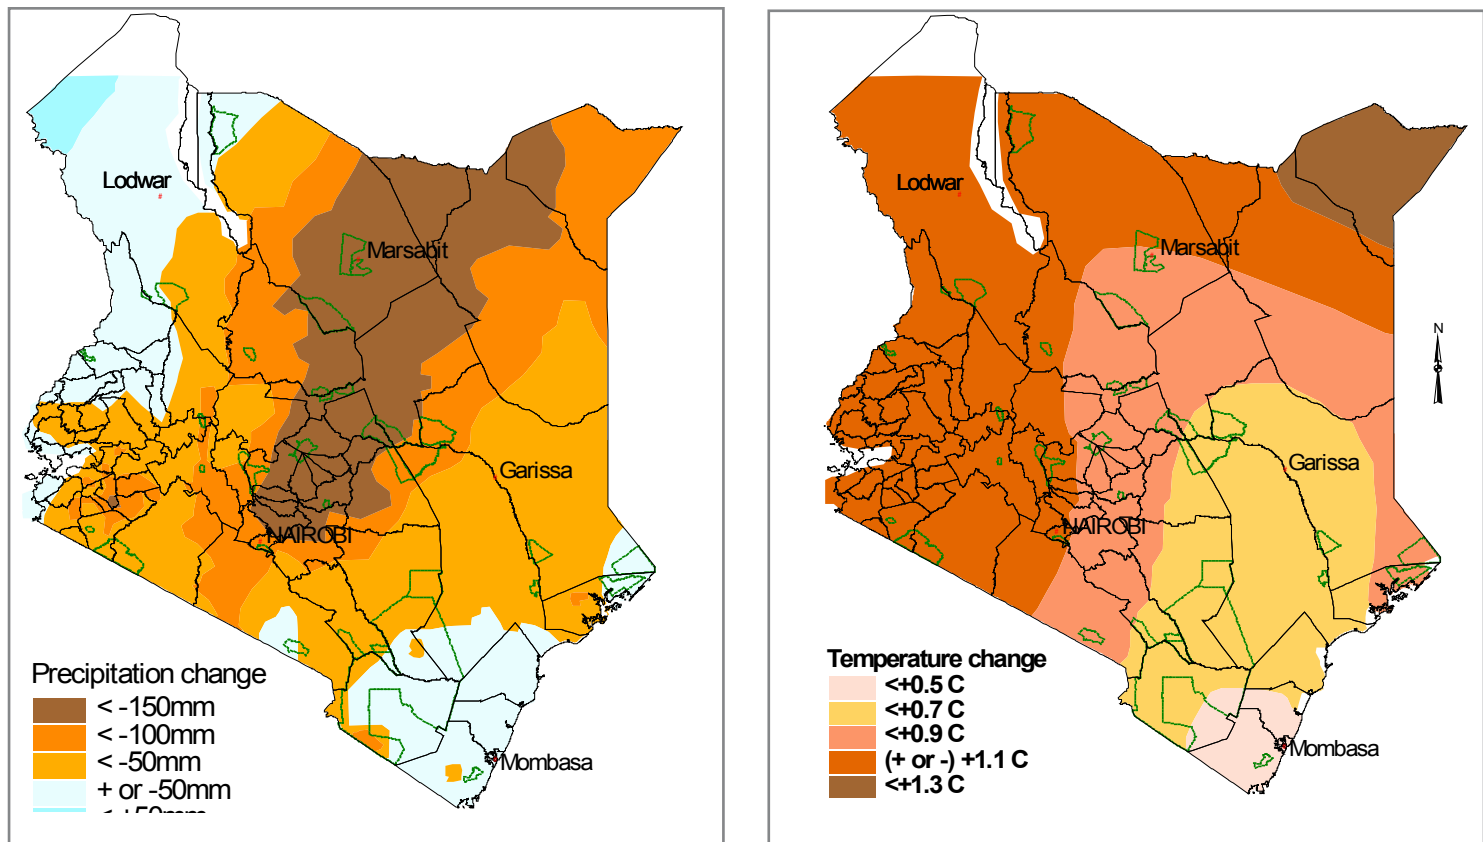 Lodwar
Marsabit
Garissa
NAIROBI
Mombasa
Precipitation change
< -150mm
< -100mm
< -50mm
+ or -50mm
< +50mm
Lodwar
Marsabit
Garissa
NAIROBI
Mombasa
N
Temperature change
<+0.5 C
<+0.7 C
<+0.9 C
(+ or -) +1.1 C
<+1.3 C